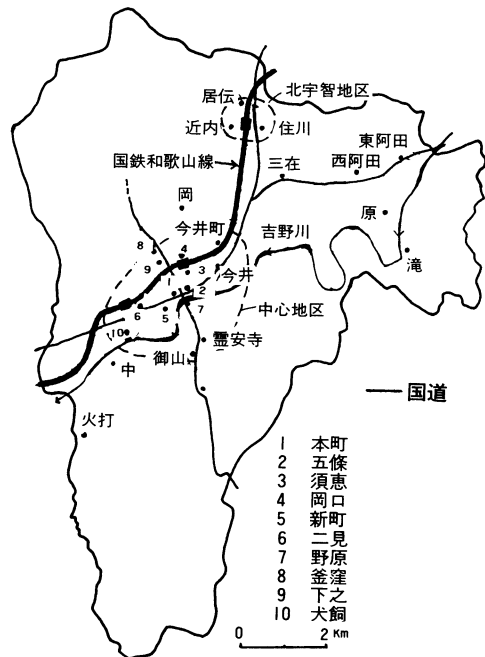 北宇智地区
居伝
近内
住川
東阿田
国鉄和歌山線
三在
西阿田
岡
原
今井町
吉野川
滝
8
4
9
3
今井
1
2
中心地区
6
5
7
10
霊安寺
御山
中
国道
火打
1 本町
2 五條
3 須恵
4 岡口
5 新町
6 二見
7 野原
8 釜窪
9 下之
10 犬飼
0 2 Km